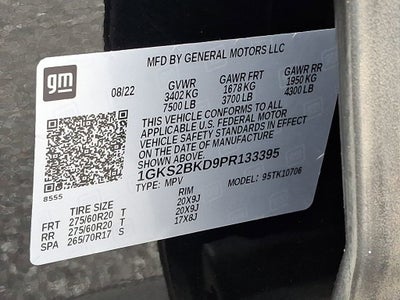 gm
MFD BY GENERAL MOTORS LLC
08/22 GVWR GAWR FRT GAWR RR
3402 KG 1678 KG 1950 KG
7500 LB 3700 LB 4300 LB
THIS VEHICLE CONFORMS TO ALL
APPLICABLE U.S. FEDERAL MOTOR
VEHICLE SAFETY STANDARDS IN
EFFECT ON THE DATE OF MANUFACTURE
SHOWN ABOVE.
1GKS2BKD9PR133395
TYPE: MPV MODEL: 95TK10706
8555
TIRE SIZE RIM
FRT 275/60R20 T 20X9J
RR 275/60R20 T 20X9J
SPA 265/70R17 S 17X8J